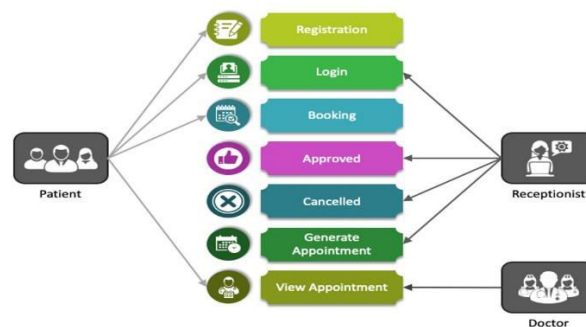 Registration
Login
Booking
Approved
Cancelled
Generate
Appointment
View Appointment
Patient
Receptionist
Doctor